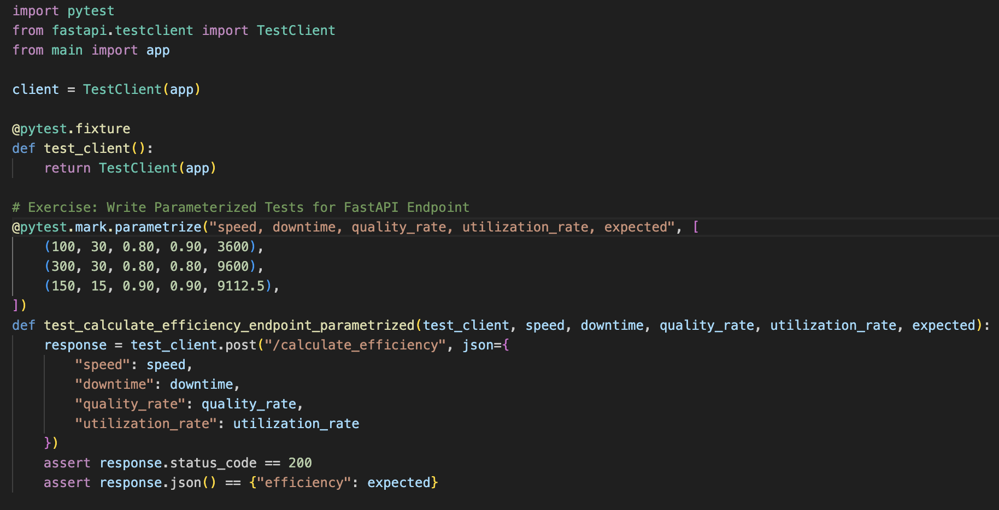 import pytest
from fastapi.testclient import TestClient
from main import app

client = TestClient(app)

@pytest.fixture
def test_client():
    return TestClient(app)

# Exercise: Write Parameterized Tests for FastAPI Endpoint
@pytest.mark.parametrize("speed, downtime, quality_rate, utilization_rate, expected", [
    (100, 30, 0.80, 0.90, 3600),
    (300, 30, 0.80, 0.80, 9600),
    (150, 15, 0.90, 0.90, 9112.5),
])
def test_calculate_efficiency_endpoint_parametrized(test_client, speed, downtime, quality_rate, utilization_rate, expected):
    response = test_client.post("/calculate_efficiency", json={
        "speed": speed,
        "downtime": downtime,
        "quality_rate": quality_rate,
        "utilization_rate": utilization_rate
    })
    assert response.status_code == 200
    assert response.json() == {"efficiency": expected}